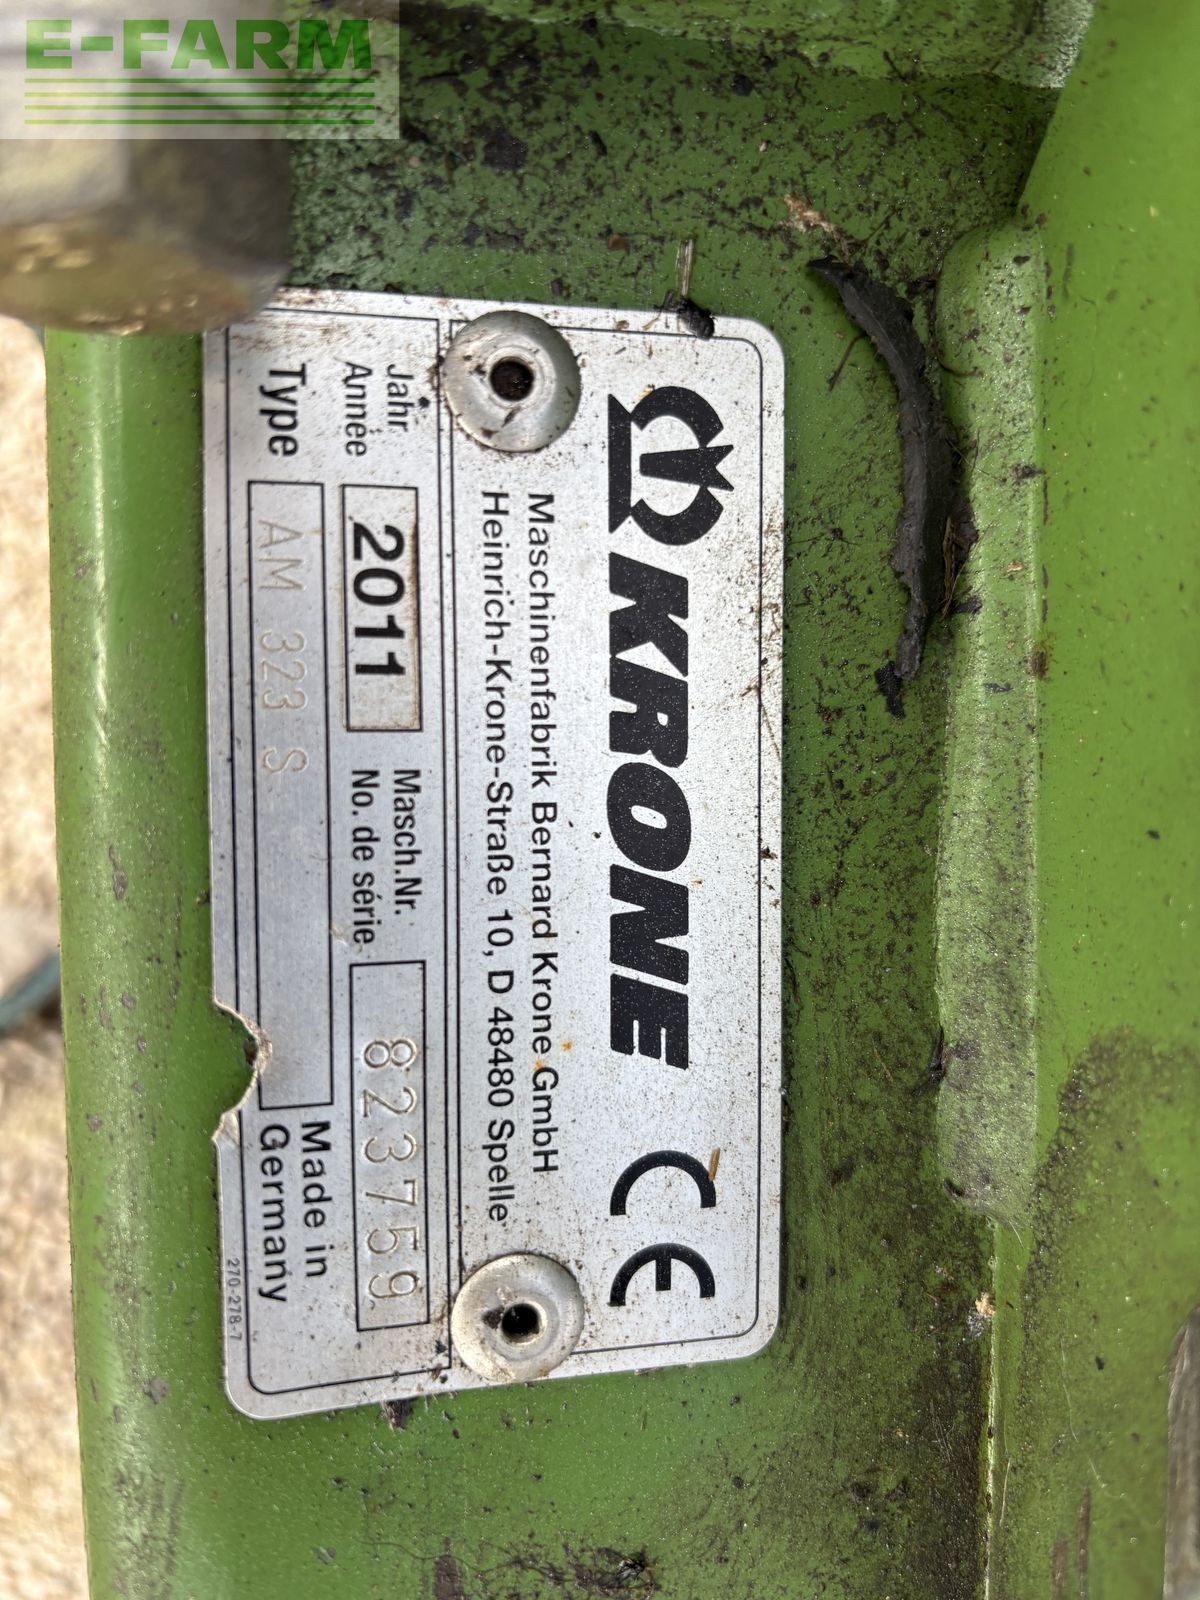 E-FARM
KRONE CE
Maschinenfabrik Bernard Krone GmbH
Heinrich-Krone-Straße 10, D 48480 Spelle
Jahr
Année
2011
Masch.Nr.
No. de série
823759
Type
AM 323 S
Made in
Germany
270-278-7